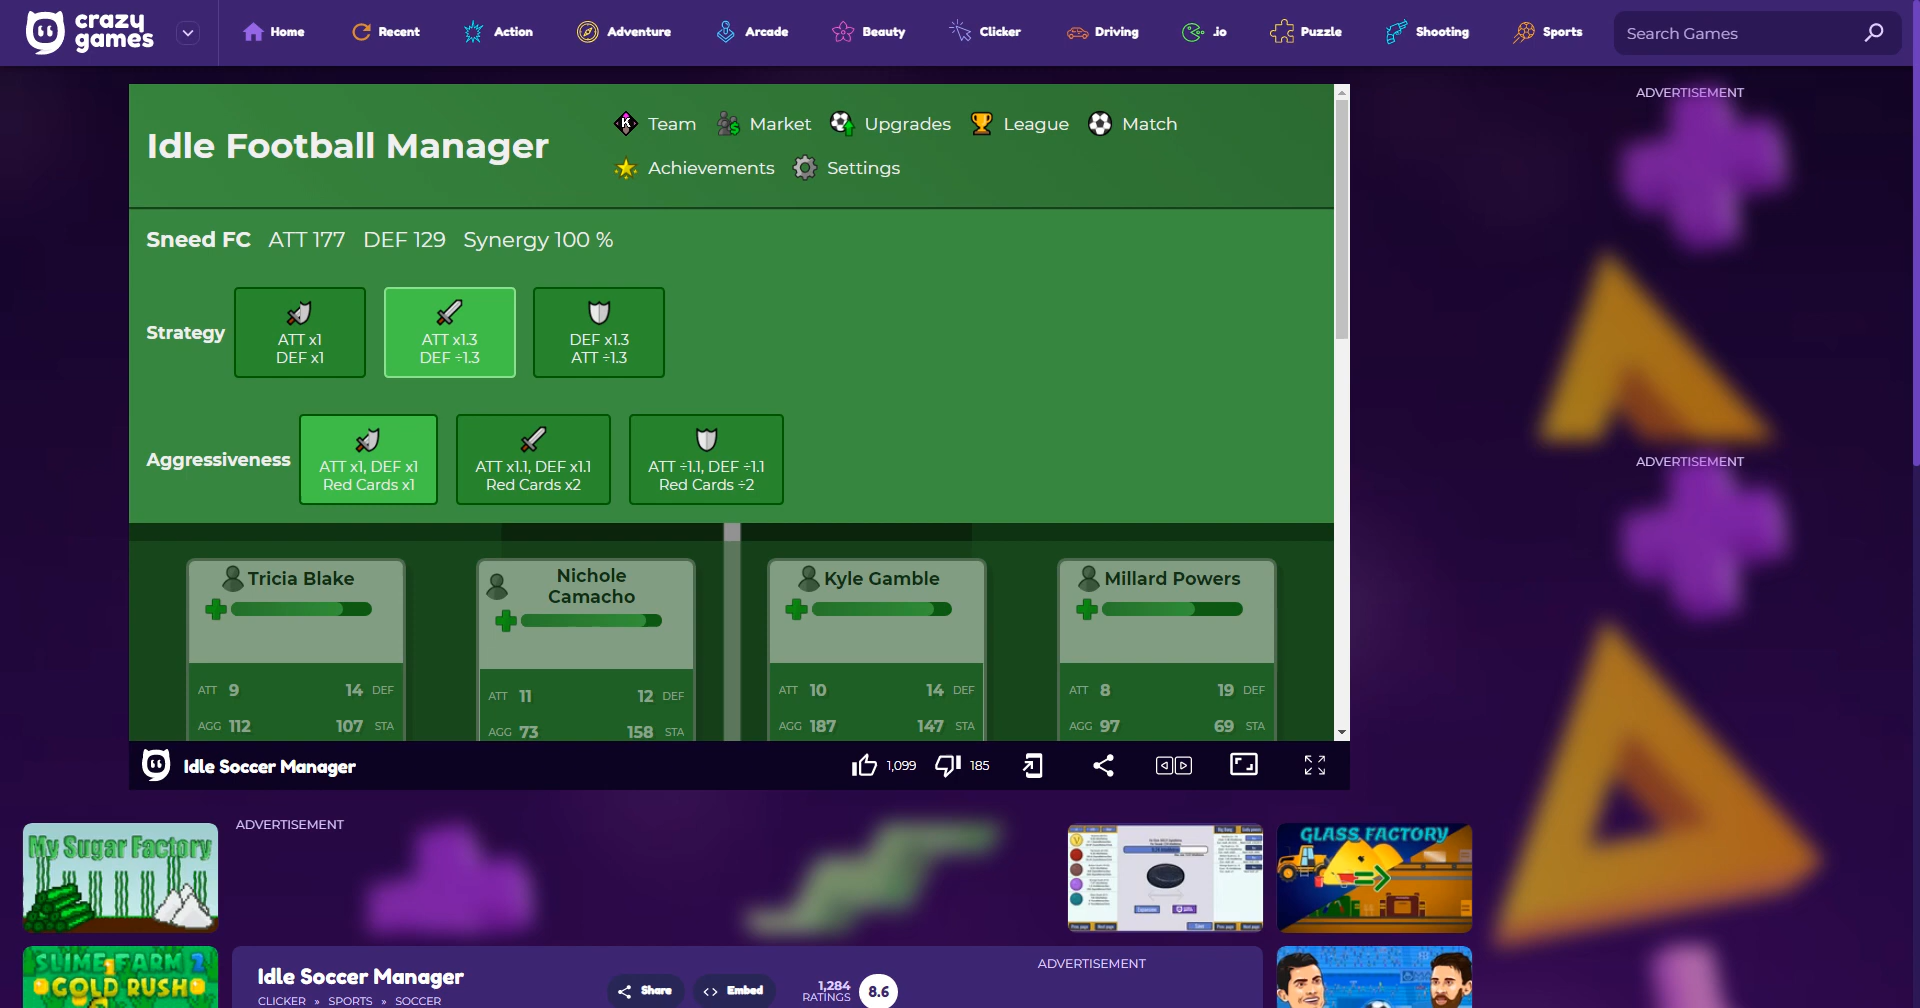 crazy games
Home
Recent
Action
Adventure
Arcade
Beauty
Clicker
Driving
.io
Puzzle
Shooting
Sports
Search Games
Idle Football Manager
Team
Market
Upgrades
League
Match
Achievements
Settings
Sneed FC ATT 177 DEF 129 Synergy 100 %
Strategy
ATT x1
DEF x1
ATT x1.3
DEF ÷1.3
DEF x1.3
ATT ÷1.3
Aggressiveness
ATT x1, DEF x1
Red Cards x1
ATT x1.1, DEF x1.1
Red Cards x2
ATT ÷1.1, DEF ÷1.1
Red Cards ÷2
Tricia Blake
ATT 9 14 DEF
AGG 112 107 STA
Nichole
Camacho
ATT 11 12 DEF
AGG 73 158 STA
Kyle Gamble
ATT 10 14 DEF
AGG 187 147 STA
Millard Powers
ATT 8 19 DEF
AGG 97 69 STA
Idle Soccer Manager
1,099
185
ADVERTISEMENT
ADVERTISEMENT
My Sugar Factory
ADVERTISEMENT
GLASS FACTORY
SLIME FARM 2
GOLD RUSH
Idle Soccer Manager
CLICKER » SPORTS » SOCCER
Share
Embed
1,284
RATINGS
8.6
ADVERTISEMENT